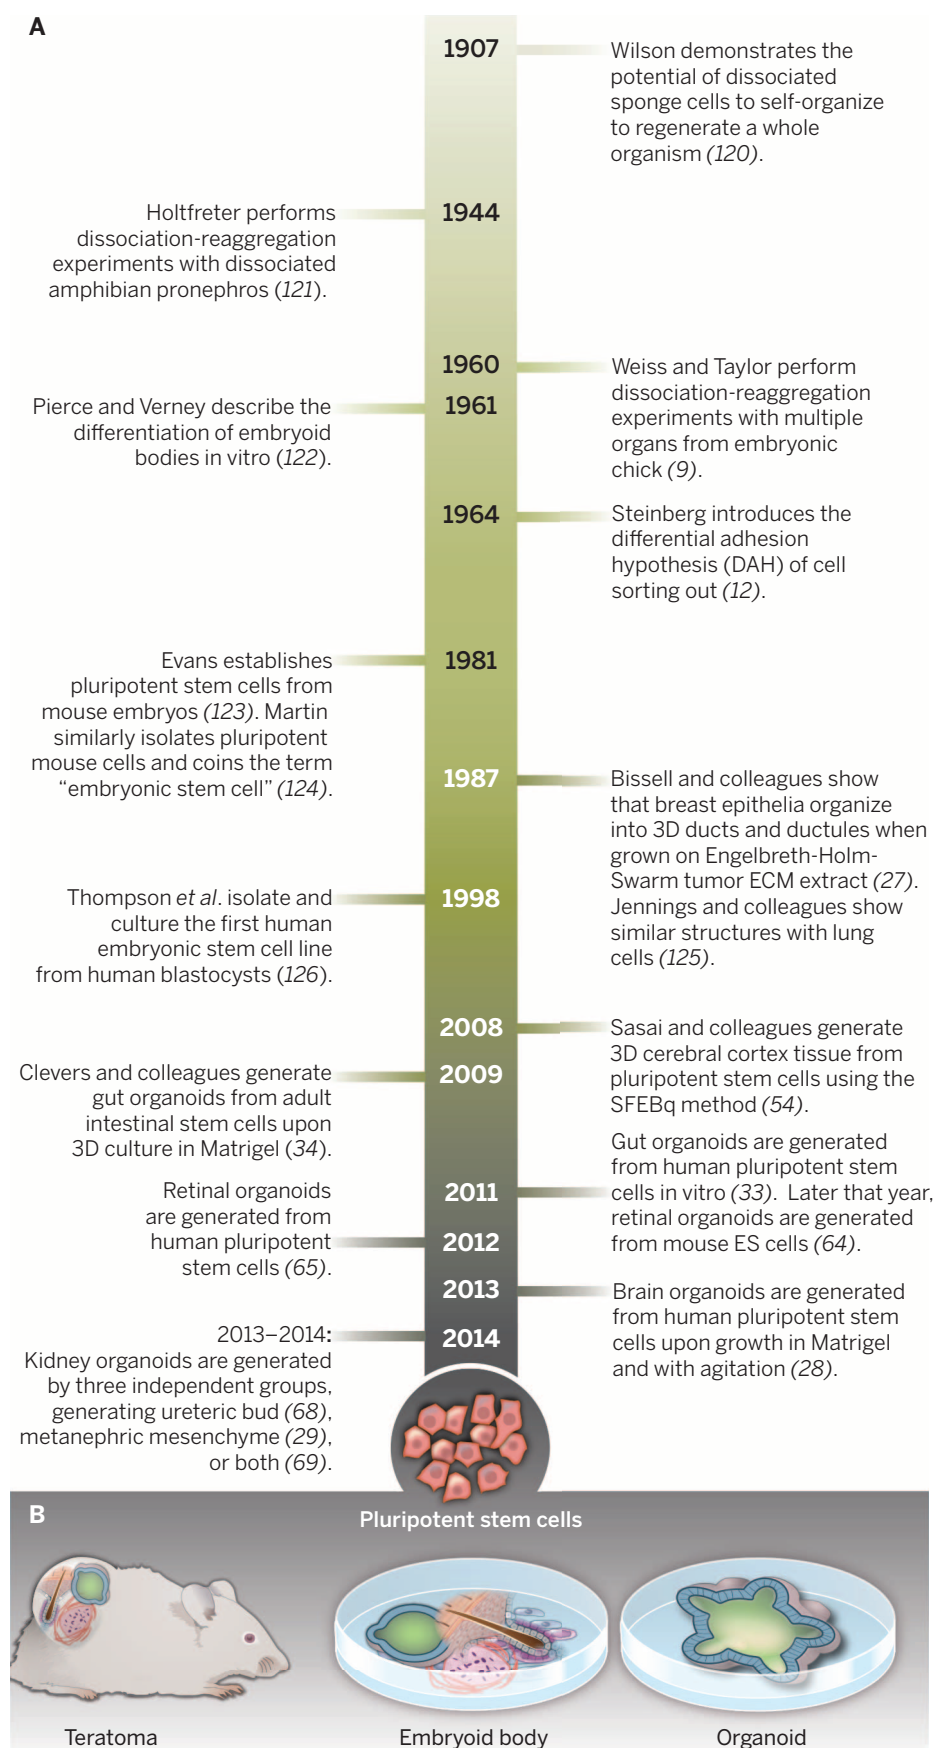 A
1907
Wilson demonstrates the
potential of dissociated
sponge cells to self-organize
to regenerate a whole
organism (120).
1944
Holtfreter performs
dissociation-reaggregation
experiments with dissociated
amphibian pronephros (121).
1960
Weiss and Taylor perform
dissociation-reaggregation
experiments with multiple
organs from embryonic
chick (9).
1961
Pierce and Verney describe the
differentiation of embryoid
bodies in vitro (122).
1964
Steinberg introduces the
differential adhesion
hypothesis (DAH) of cell
sorting out (12).
1981
Evans establishes
pluripotent stem cells from
mouse embryos (123). Martin
similarly isolates pluripotent
mouse cells and coins the term
“embryonic stem cell” (124).
1987
Bissell and colleagues show
that breast epithelia organize
into 3D ducts and ductules when
grown on Engelbreth-Holm-
Swarm tumor ECM extract (27).
Jennings and colleagues show
similar structures with lung
cells (125).
1998
Thompson et al. isolate and
culture the first human
embryonic stem cell line
from human blastocysts (126).
2008
Sasai and colleagues generate
3D cerebral cortex tissue from
pluripotent stem cells using the
SFEBq method (54).
2009
Clevers and colleagues generate
gut organoids from adult
intestinal stem cells upon
3D culture in Matrigel (34).
2011
Gut organoids are generated
from human pluripotent stem
cells in vitro (33). Later that year,
retinal organoids are generated
from mouse ES cells (64).
2012
Retinal organoids
are generated from
human pluripotent
stem cells (65).
2013
Brain organoids are generated
from human pluripotent stem
cells upon growth in Matrigel
and with agitation (28).
2014
2013–2014:
Kidney organoids are generated
by three independent groups,
generating ureteric bud (68),
metanephric mesenchyme (29),
or both (69).
B
Pluripotent stem cells
Teratoma
Embryoid body
Organoid